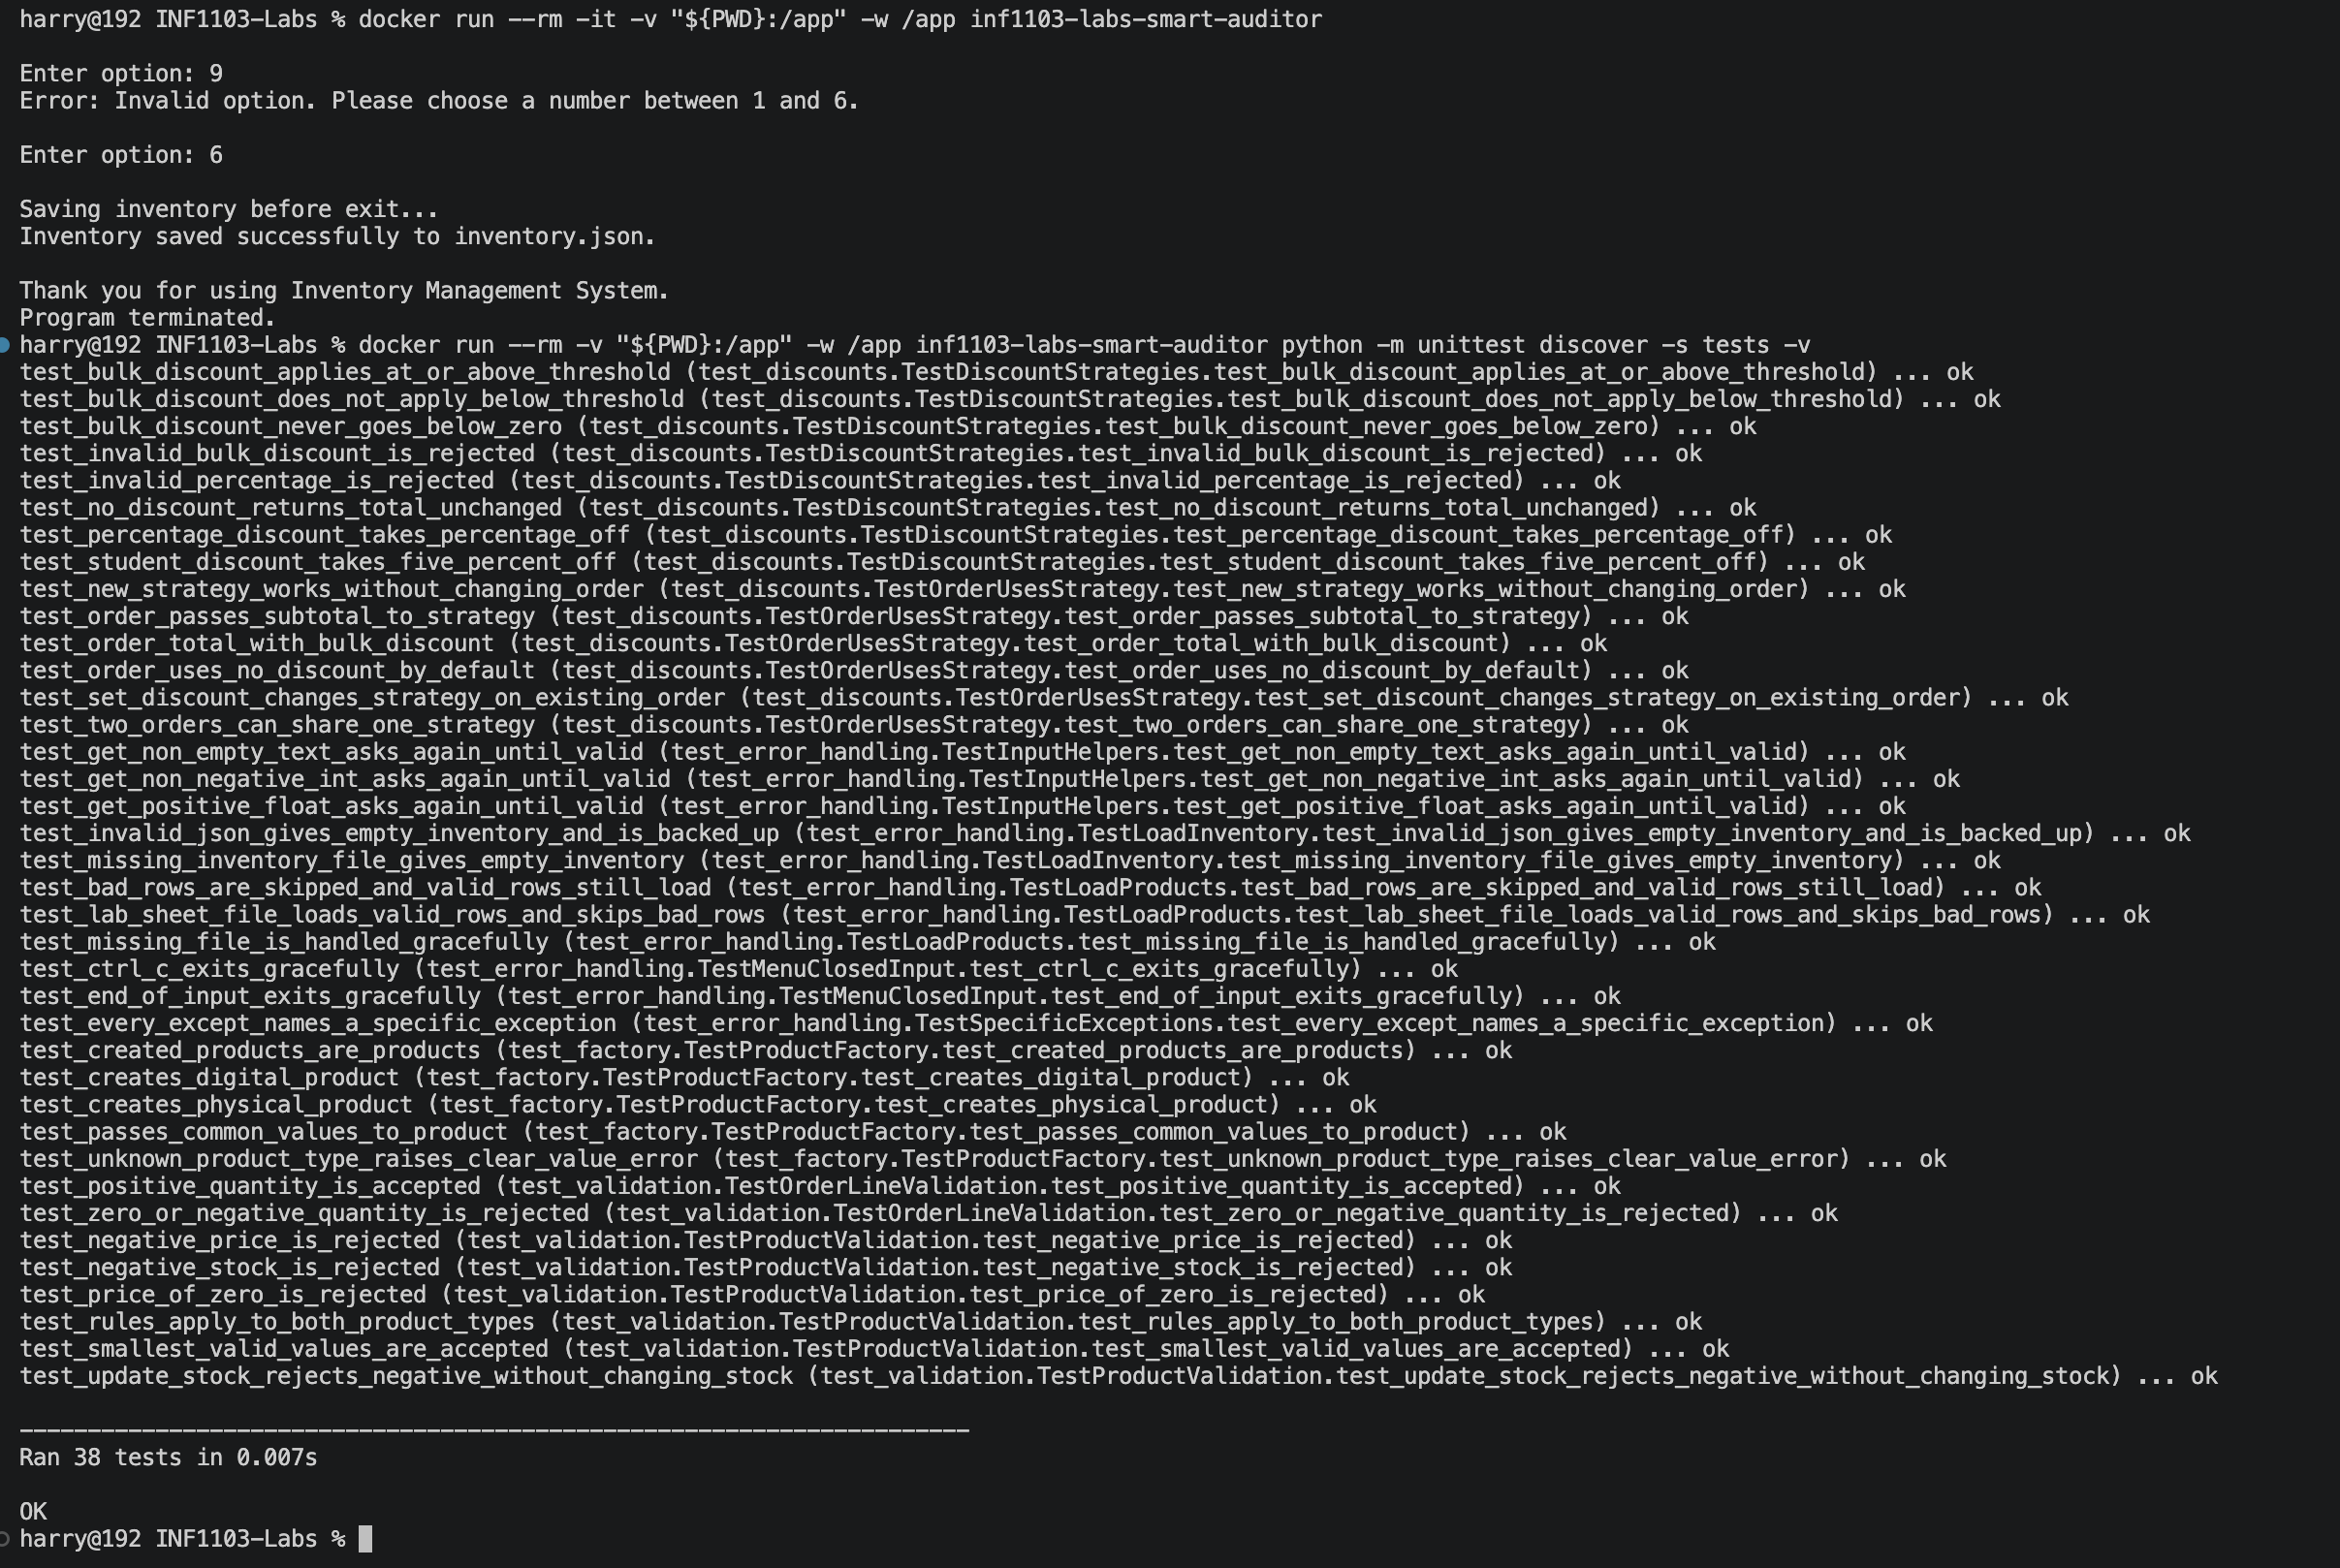 harry@192 INF1103-Labs % docker run --rm -it -v "${PWD}:/app" -w /app inf1103-labs-smart-auditor
Enter option: 9
Error: Invalid option. Please choose a number between 1 and 6.
Enter option: 6
Saving inventory before exit...
Inventory saved successfully to inventory.json.
Thank you for using Inventory Management System.
Program terminated.
harry@192 INF1103-Labs % docker run --rm -v "${PWD}:/app" -w /app inf1103-labs-smart-auditor python -m unittest discover -s tests -v
test_bulk_discount_applies_at_or_above_threshold (test_discounts.TestDiscountStrategies.test_bulk_discount_applies_at_or_above_threshold) ... ok
test_bulk_discount_does_not_apply_below_threshold (test_discounts.TestDiscountStrategies.test_bulk_discount_does_not_apply_below_threshold) ... ok
test_bulk_discount_never_goes_below_zero (test_discounts.TestDiscountStrategies.test_bulk_discount_never_goes_below_zero) ... ok
test_invalid_bulk_discount_is_rejected (test_discounts.TestDiscountStrategies.test_invalid_bulk_discount_is_rejected) ... ok
test_invalid_percentage_is_rejected (test_discounts.TestDiscountStrategies.test_invalid_percentage_is_rejected) ... ok
test_no_discount_returns_total_unchanged (test_discounts.TestDiscountStrategies.test_no_discount_returns_total_unchanged) ... ok
test_percentage_discount_takes_percentage_off (test_discounts.TestDiscountStrategies.test_percentage_discount_takes_percentage_off) ... ok
test_student_discount_takes_five_percent_off (test_discounts.TestDiscountStrategies.test_student_discount_takes_five_percent_off) ... ok
test_new_strategy_works_without_changing_order (test_discounts.TestOrderUsesStrategy.test_new_strategy_works_without_changing_order) ... ok
test_order_passes_subtotal_to_strategy (test_discounts.TestOrderUsesStrategy.test_order_passes_subtotal_to_strategy) ... ok
test_order_total_with_bulk_discount (test_discounts.TestOrderUsesStrategy.test_order_total_with_bulk_discount) ... ok
test_order_uses_no_discount_by_default (test_discounts.TestOrderUsesStrategy.test_order_uses_no_discount_by_default) ... ok
test_set_discount_changes_strategy_on_existing_order (test_discounts.TestOrderUsesStrategy.test_set_discount_changes_strategy_on_existing_order) ... ok
test_two_orders_can_share_one_strategy (test_discounts.TestOrderUsesStrategy.test_two_orders_can_share_one_strategy) ... ok
test_get_non_empty_text_asks_again_until_valid (test_error_handling.TestInputHelpers.test_get_non_empty_text_asks_again_until_valid) ... ok
test_get_non_negative_int_asks_again_until_valid (test_error_handling.TestInputHelpers.test_get_non_negative_int_asks_again_until_valid) ... ok
test_get_positive_float_asks_again_until_valid (test_error_handling.TestInputHelpers.test_get_positive_float_asks_again_until_valid) ... ok
test_invalid_json_gives_empty_inventory_and_is_backed_up (test_error_handling.TestLoadInventory.test_invalid_json_gives_empty_inventory_and_is_backed_up) ... ok
test_missing_inventory_file_gives_empty_inventory (test_error_handling.TestLoadInventory.test_missing_inventory_file_gives_empty_inventory) ... ok
test_bad_rows_are_skipped_and_valid_rows_still_load (test_error_handling.TestLoadProducts.test_bad_rows_are_skipped_and_valid_rows_still_load) ... ok
test_lab_sheet_file_loads_valid_rows_and_skips_bad_rows (test_error_handling.TestLoadProducts.test_lab_sheet_file_loads_valid_rows_and_skips_bad_rows) ... ok
test_missing_file_is_handled_gracefully (test_error_handling.TestLoadProducts.test_missing_file_is_handled_gracefully) ... ok
test_ctrl_c_exits_gracefully (test_error_handling.TestMenuClosedInput.test_ctrl_c_exits_gracefully) ... ok
test_end_of_input_exits_gracefully (test_error_handling.TestMenuClosedInput.test_end_of_input_exits_gracefully) ... ok
test_every_except_names_a_specific_exception (test_error_handling.TestSpecificExceptions.test_every_except_names_a_specific_exception) ... ok
test_created_products_are_products (test_factory.TestProductFactory.test_created_products_are_products) ... ok
test_creates_digital_product (test_factory.TestProductFactory.test_creates_digital_product) ... ok
test_creates_physical_product (test_factory.TestProductFactory.test_creates_physical_product) ... ok
test_passes_common_values_to_product (test_factory.TestProductFactory.test_passes_common_values_to_product) ... ok
test_unknown_product_type_raises_clear_value_error (test_factory.TestProductFactory.test_unknown_product_type_raises_clear_value_error) ... ok
test_positive_quantity_is_accepted (test_validation.TestOrderLineValidation.test_positive_quantity_is_accepted) ... ok
test_zero_or_negative_quantity_is_rejected (test_validation.TestOrderLineValidation.test_zero_or_negative_quantity_is_rejected) ... ok
test_negative_price_is_rejected (test_validation.TestProductValidation.test_negative_price_is_rejected) ... ok
test_negative_stock_is_rejected (test_validation.TestProductValidation.test_negative_stock_is_rejected) ... ok
test_price_of_zero_is_rejected (test_validation.TestProductValidation.test_price_of_zero_is_rejected) ... ok
test_rules_apply_to_both_product_types (test_validation.TestProductValidation.test_rules_apply_to_both_product_types) ... ok
test_smallest_valid_values_are_accepted (test_validation.TestProductValidation.test_smallest_valid_values_are_accepted) ... ok
test_update_stock_rejects_negative_without_changing_stock (test_validation.TestProductValidation.test_update_stock_rejects_negative_without_changing_stock) ... ok
----------------------------------------------------------------------
Ran 38 tests in 0.007s
OK
harry@192 INF1103-Labs %